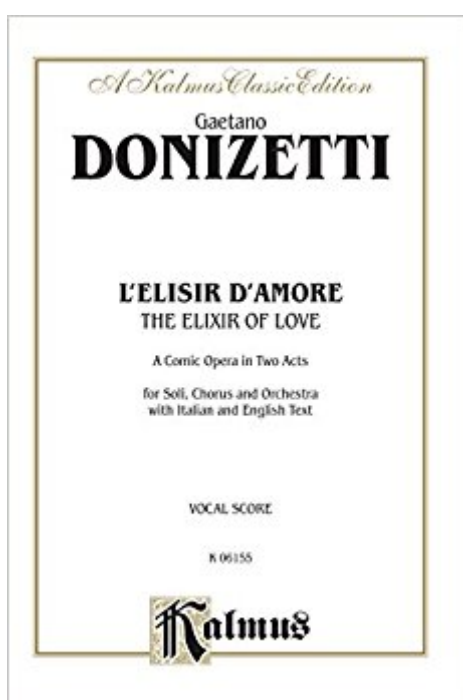 A Kalmus Classic Edition
Gaetano
DONIZETTI
L'ELISIR D'AMORE
THE ELIXIR OF LOVE
A Comic Opera in Two Acts
for Soli, Chorus and Orchestra
with Italian and English Text
VOCAL SCORE
K 06155
Kalmus